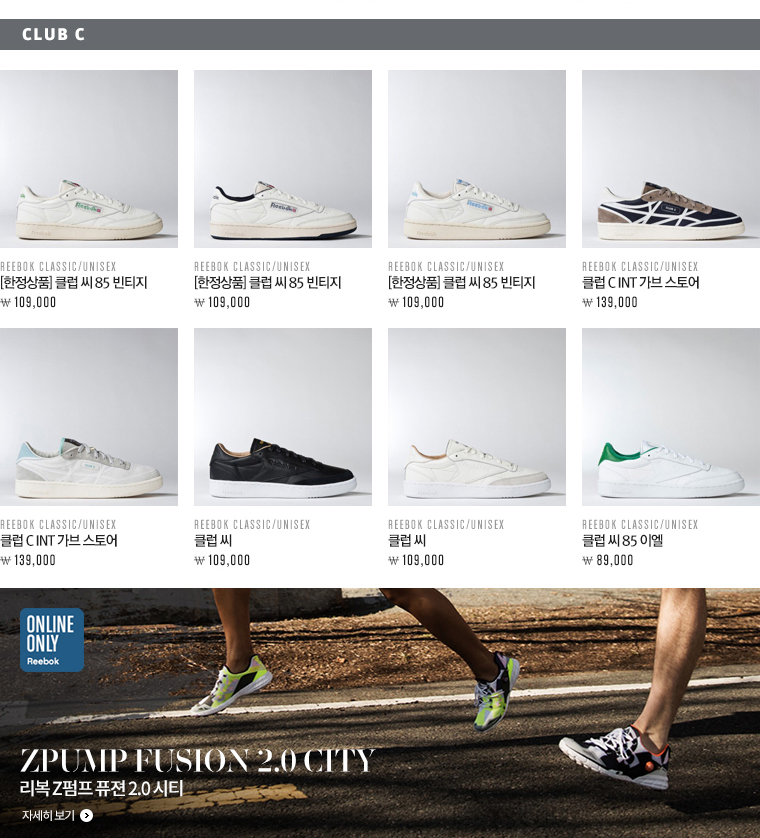 CLUB C
REEBOK CLASSIC/UNISEX
[한정상품] 클럽 씨 85 빈티지
₩ 109,000
REEBOK CLASSIC/UNISEX
[한정상품] 클럽 씨 85 빈티지
₩ 109,000
REEBOK CLASSIC/UNISEX
[한정상품] 클럽 씨 85 빈티지
₩ 109,000
REEBOK CLASSIC/UNISEX
클럽 C INT 가브 스토어
₩ 139,000
REEBOK CLASSIC/UNISEX
클럽 C INT 가브 스토어
₩ 139,000
REEBOK CLASSIC/UNISEX
클럽 씨
₩ 109,000
REEBOK CLASSIC/UNISEX
클럽 씨
₩ 109,000
REEBOK CLASSIC/UNISEX
클럽 씨 85 이엘
₩ 89,000
ONLINE
ONLY
Reebok
ZPUMP FUSION 2.0 CITY
리복 Z펌프 퓨전 2.0 시티
자세히 보기